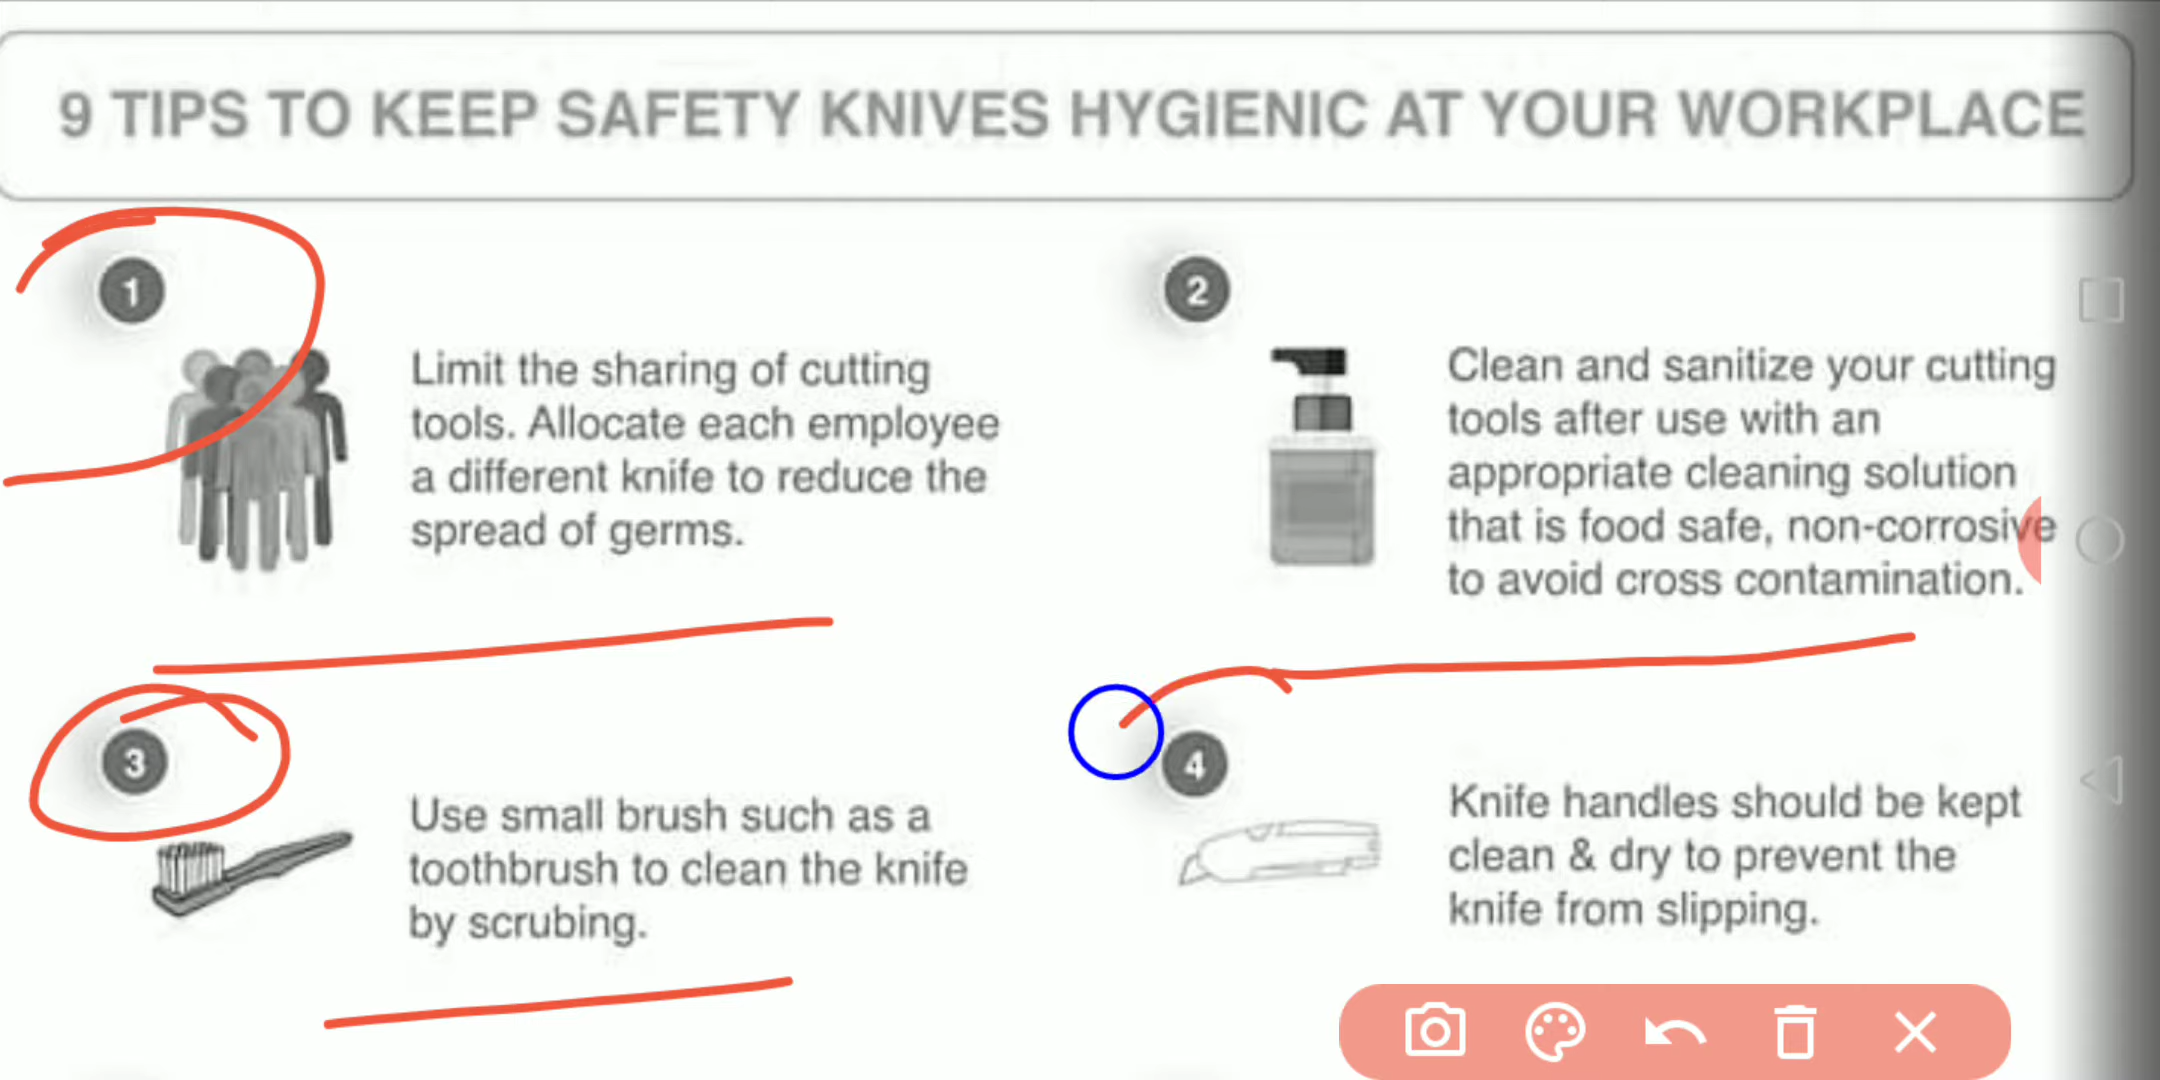 9 TIPS TO KEEP SAFETY KNIVES HYGIENIC AT YOUR WORKPLACE
1
Limit the sharing of cutting
tools. Allocate each employee
a different knife to reduce the
spread of germs.
2
Clean and sanitize your cutting
tools after use with an
appropriate cleaning solution
that is food safe, non-corrosive
to avoid cross contamination.
3
Use small brush such as a
toothbrush to clean the knife
by scrubing.
4
Knife handles should be kept
clean & dry to prevent the
knife from slipping.